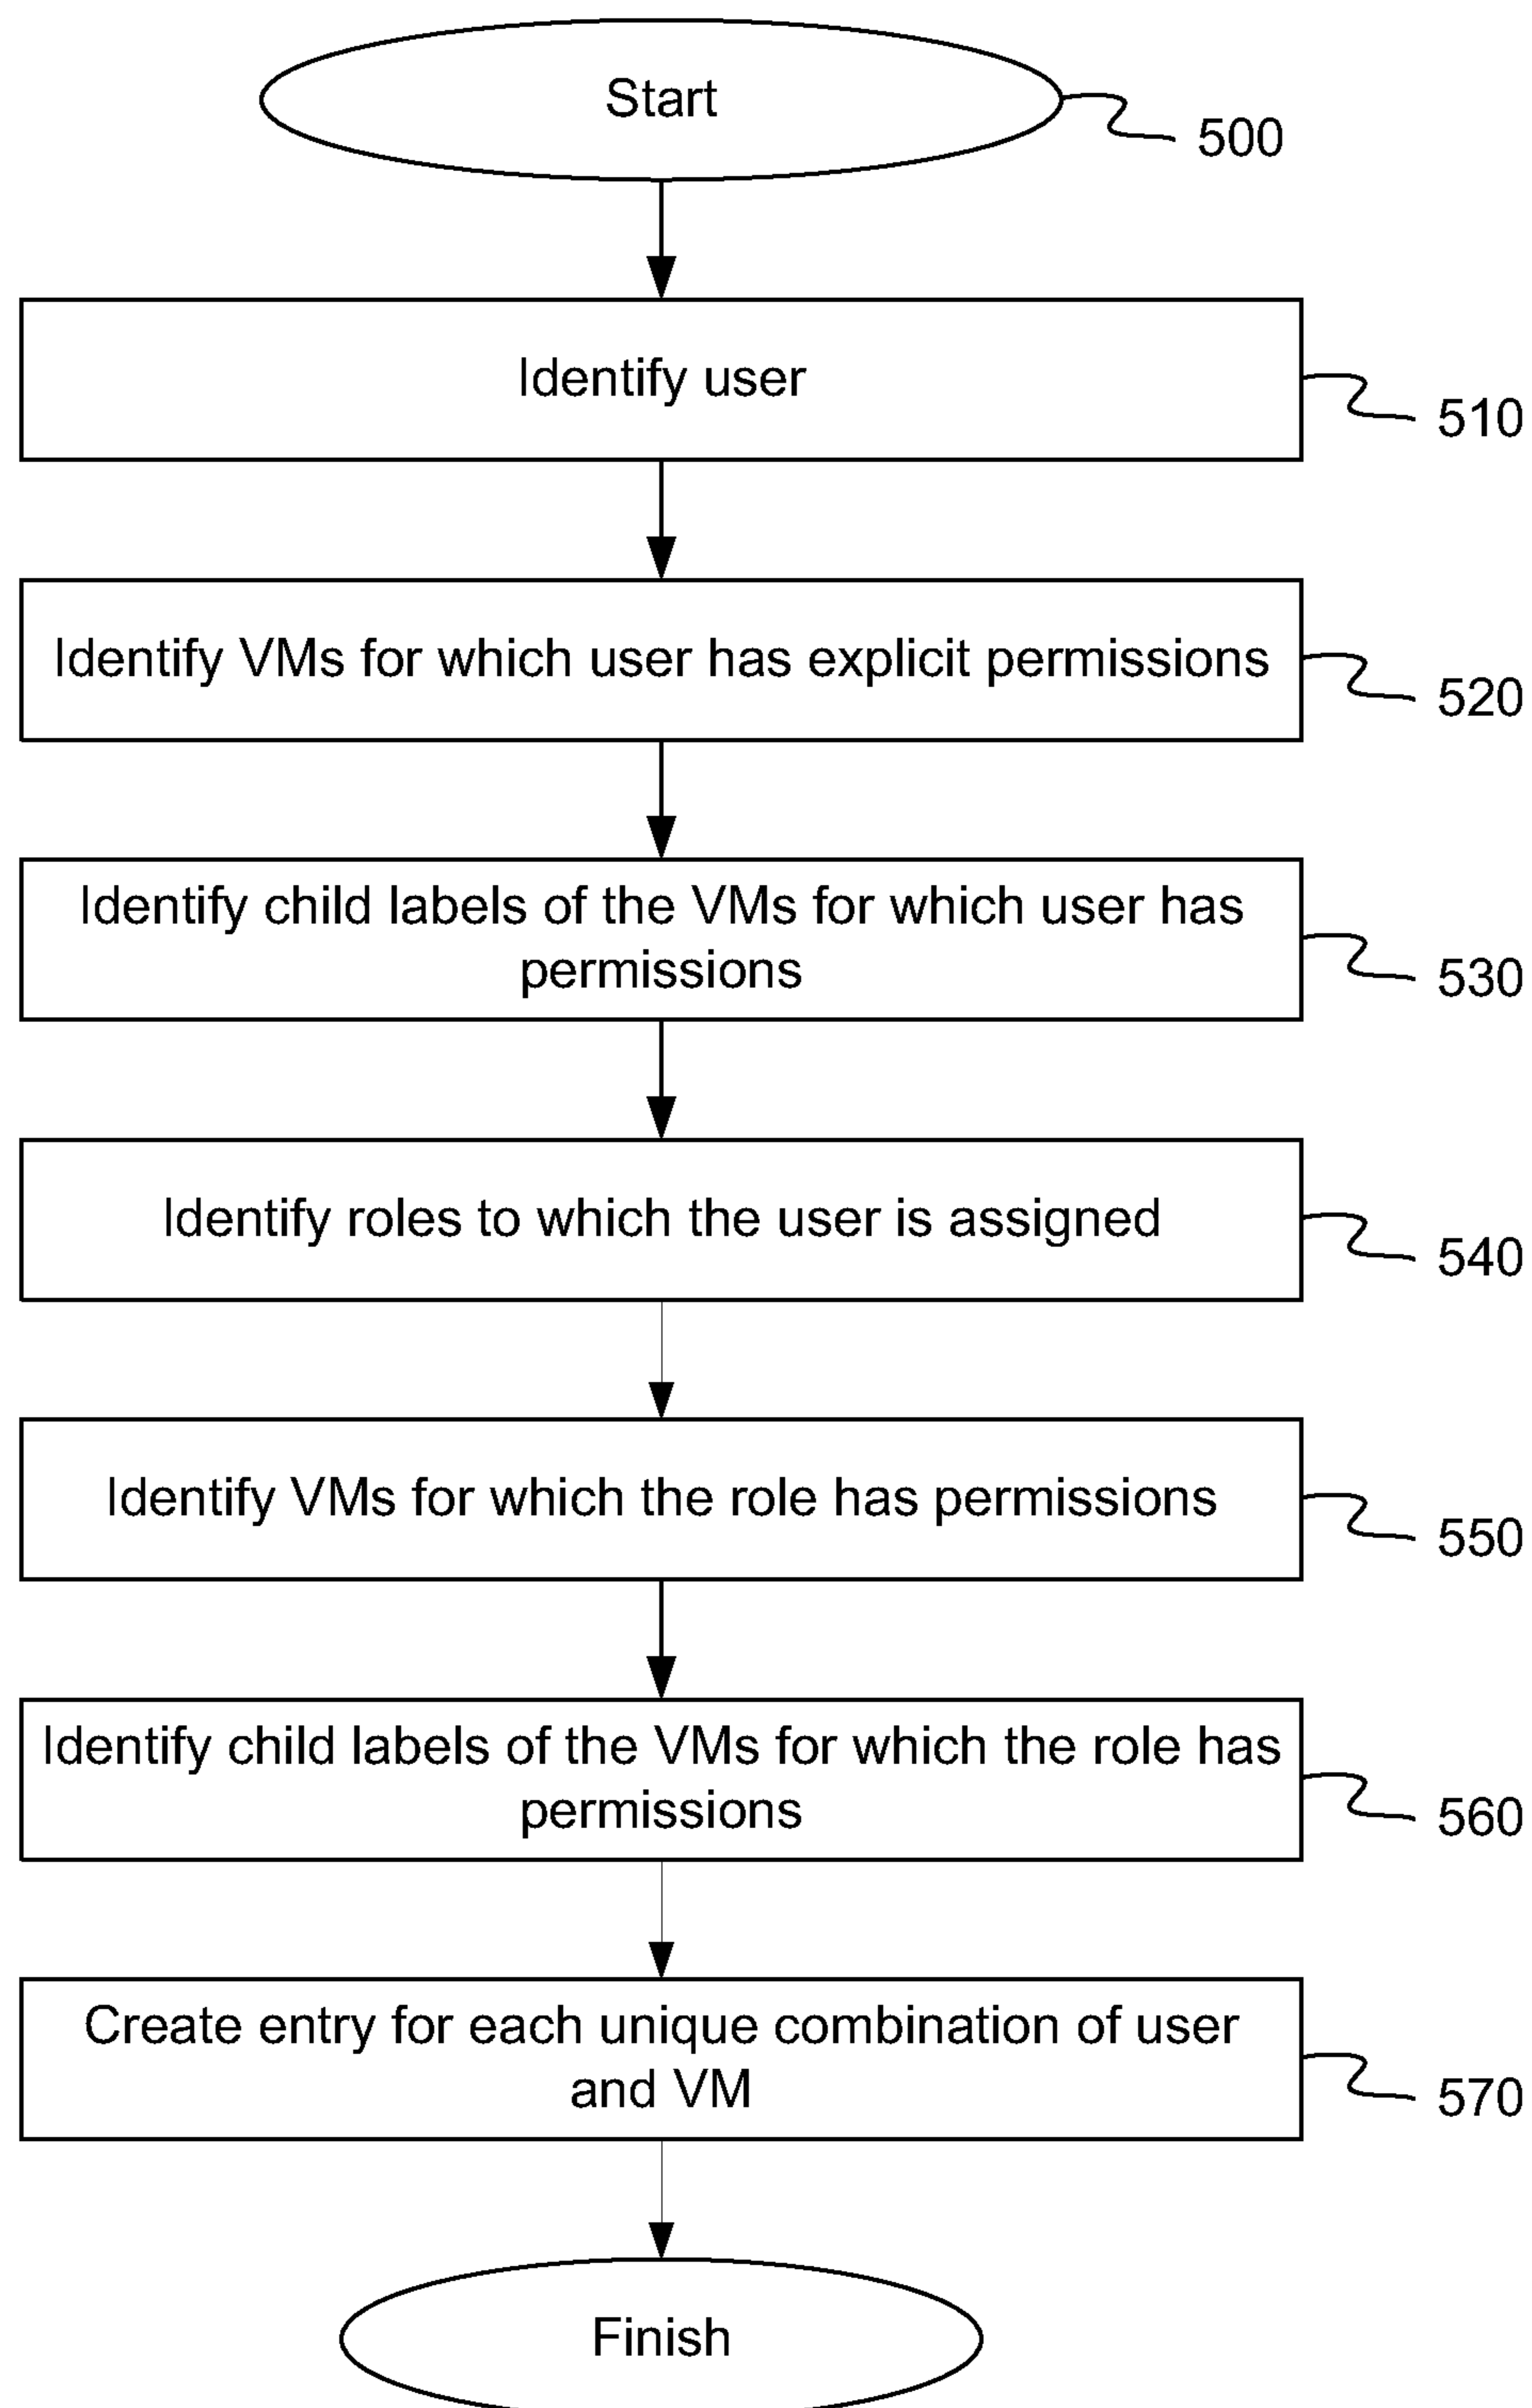 Start
500
Identify user
510
Identify VMs for which user has explicit permissions
520
Identify child labels of the VMs for which user has
permissions
530
Identify roles to which the user is assigned
540
Identify VMs for which the role has permissions
550
Identify child labels of the VMs for which the role has
permissions
560
Create entry for each unique combination of user
and VM
570
Finish